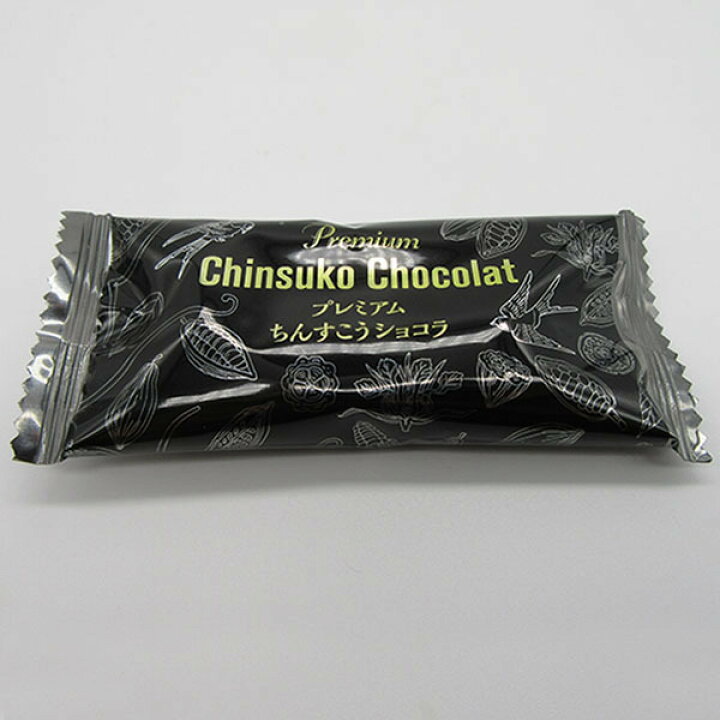 Premium
Chinsuko Chocolat
プレミアム
ちんすこうショコラ